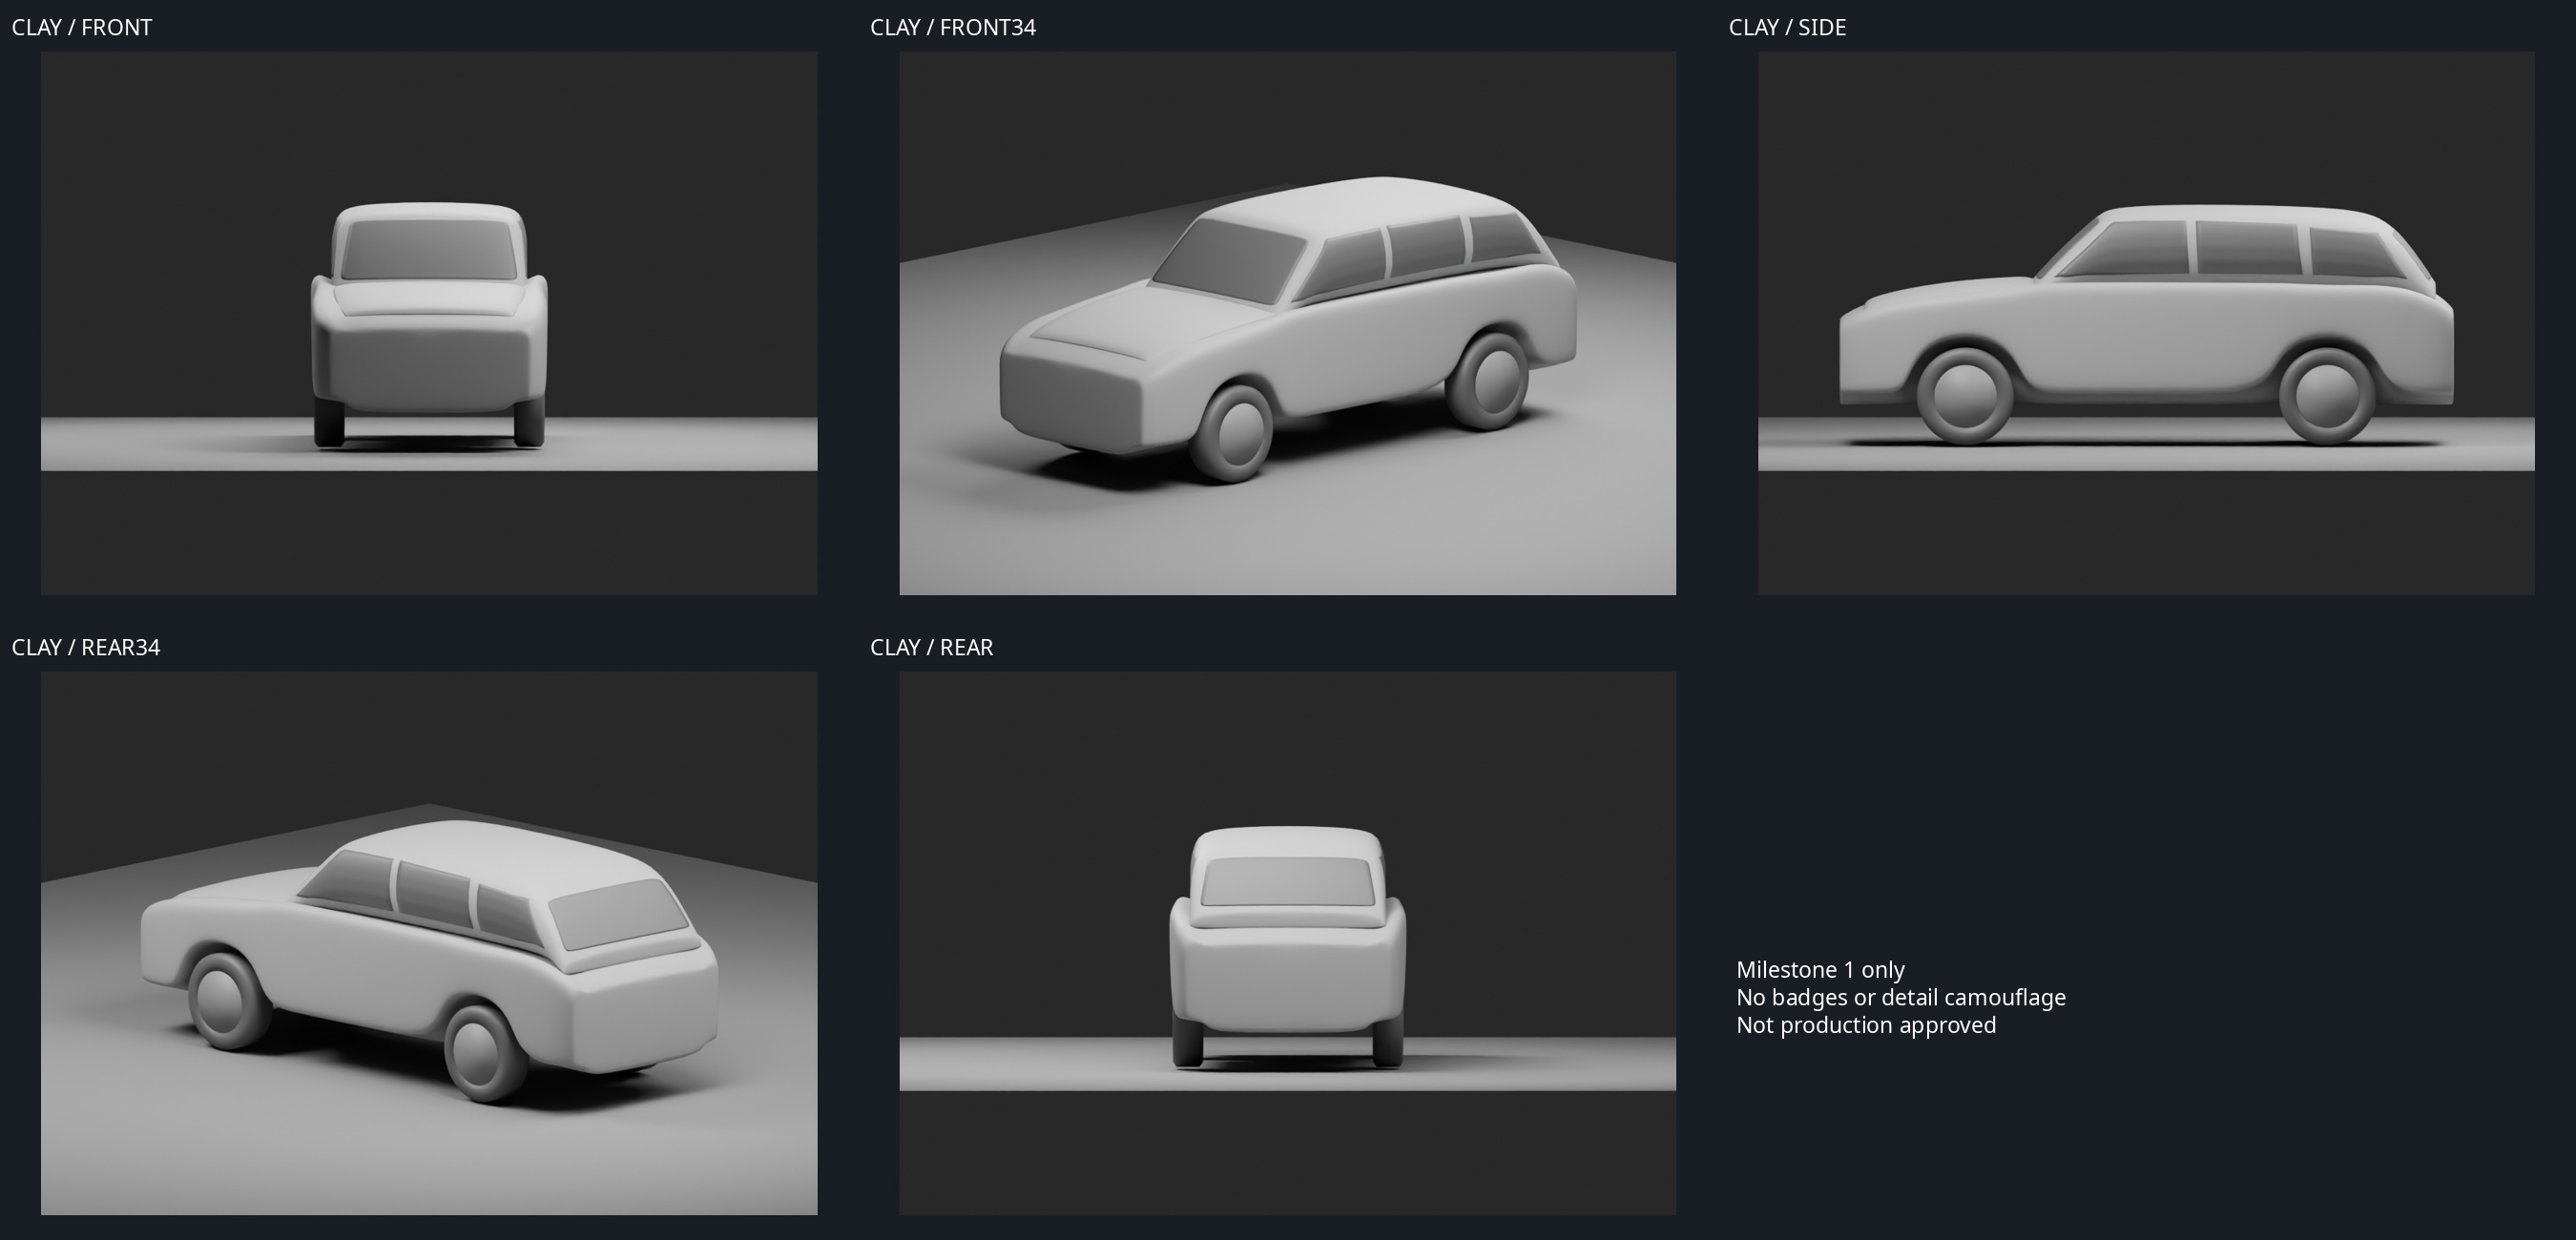 CLAY / FRONT
CLAY / FRONT34
CLAY / SIDE
CLAY / REAR34
CLAY / REAR
Milestone 1 only
No badges or detail camouflage
Not production approved